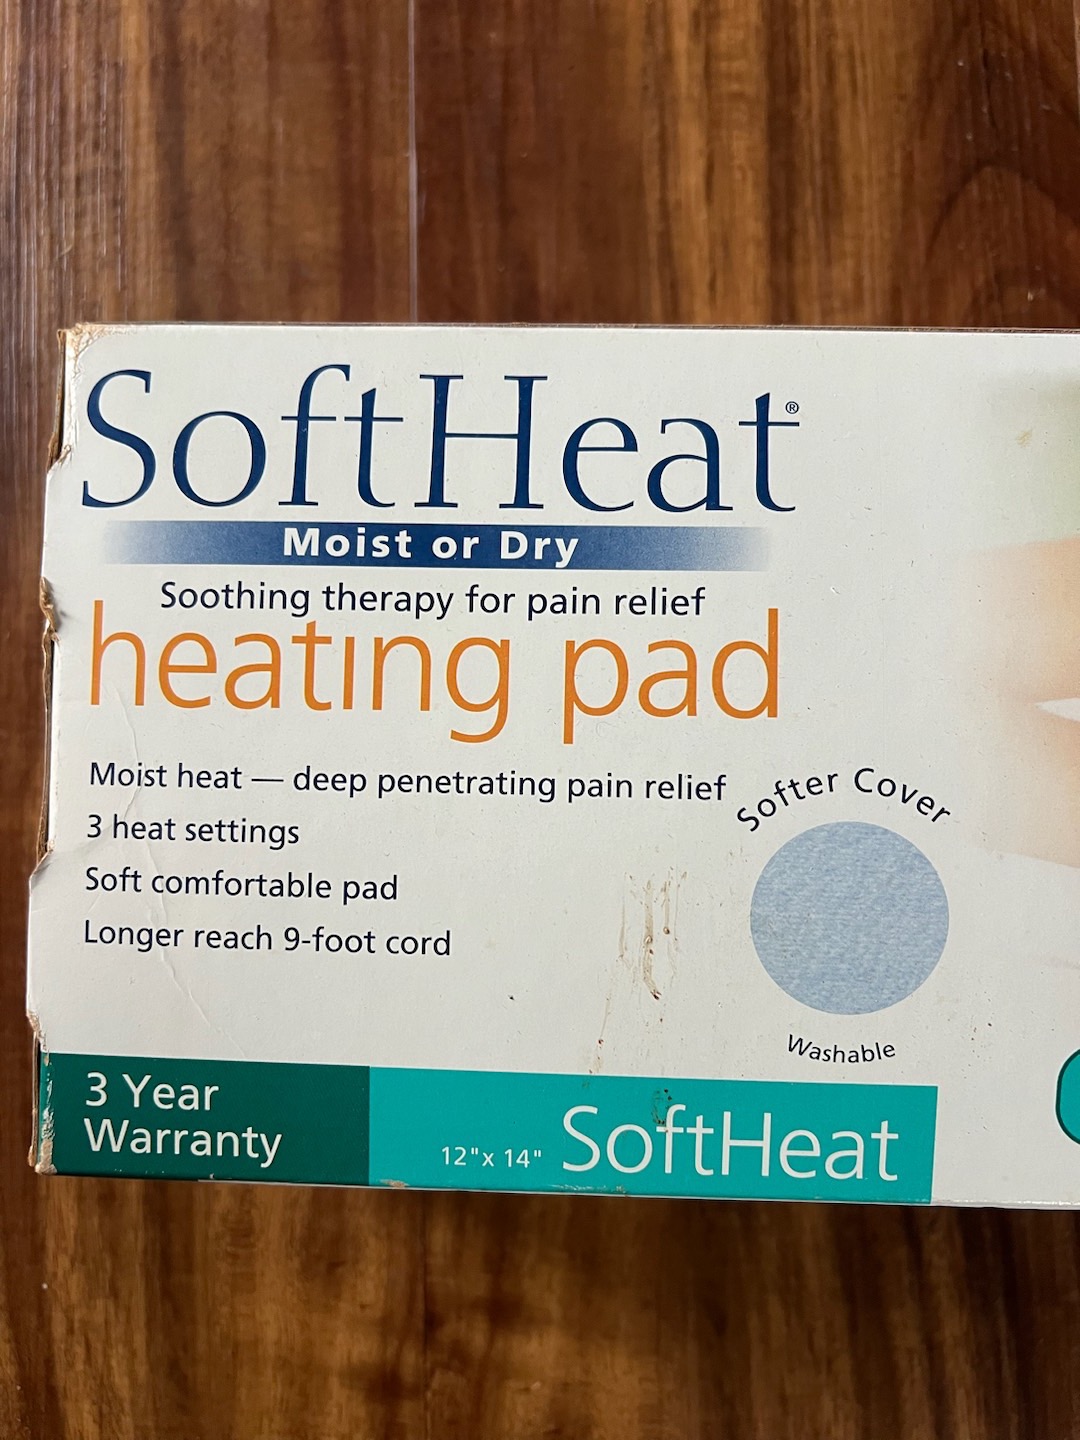 SoftHeat®
Moist or Dry
Soothing therapy for pain relief
heating pad
Moist heat — deep penetrating pain relief
3 heat settings
Soft comfortable pad
Longer reach 9-foot cord
Softer Cover
Washable
3 Year
Warranty
12"x 14" SoftHeat